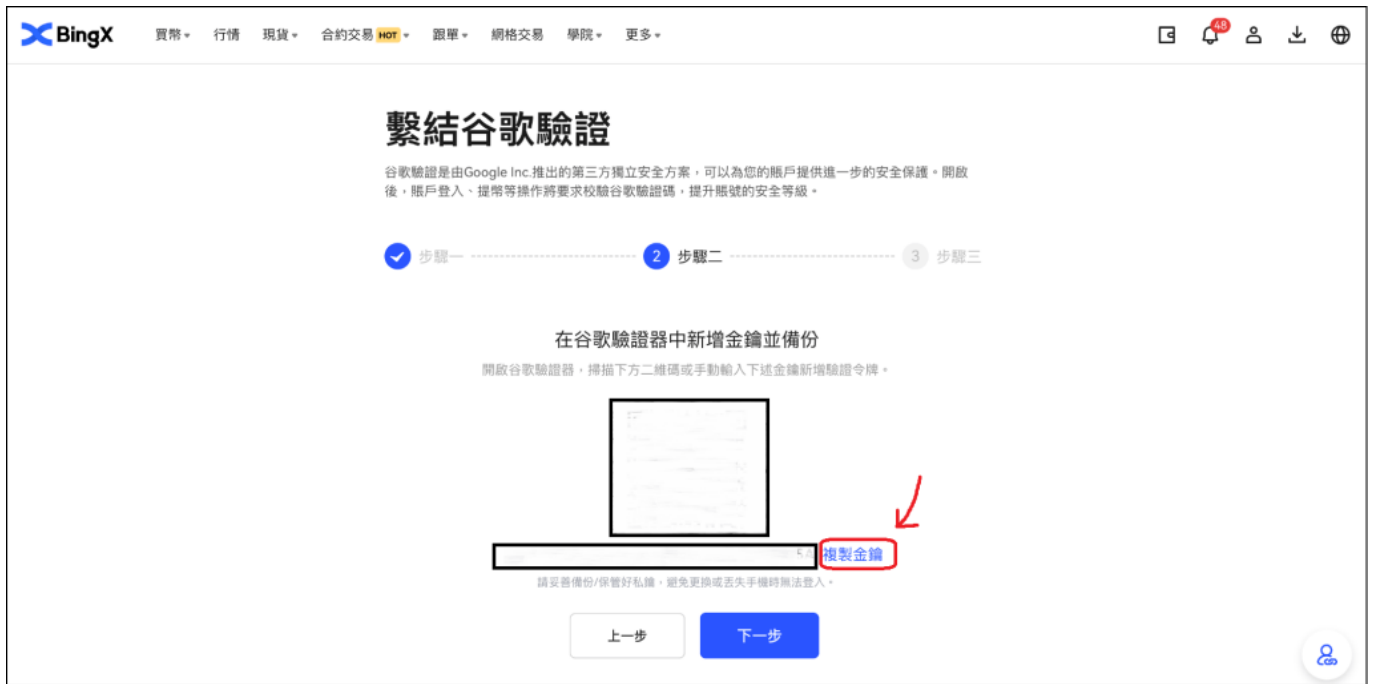 BingX 買幣 行情 現貨 合約交易 HOT 跟單 網格交易 學院 更多 48
繫結谷歌驗證
谷歌驗證是由Google Inc.推出的第三方獨立安全方案，可以為您的賬戶提供進一步的安全保護。開啟
後，賬戶登入、提幣等操作將要求校驗谷歌驗證碼，提升賬號的安全等級。
步驟一 2 步驟二 3 步驟三
在谷歌驗證器中新增金鑰並備份
開啟谷歌驗證器，掃描下方二維碼或手動輸入下述金鑰新增驗證令牌。
複製金鑰
請妥善備份/保管好私鑰，避免更換或丟失手機時無法登入。
上一步 下一步